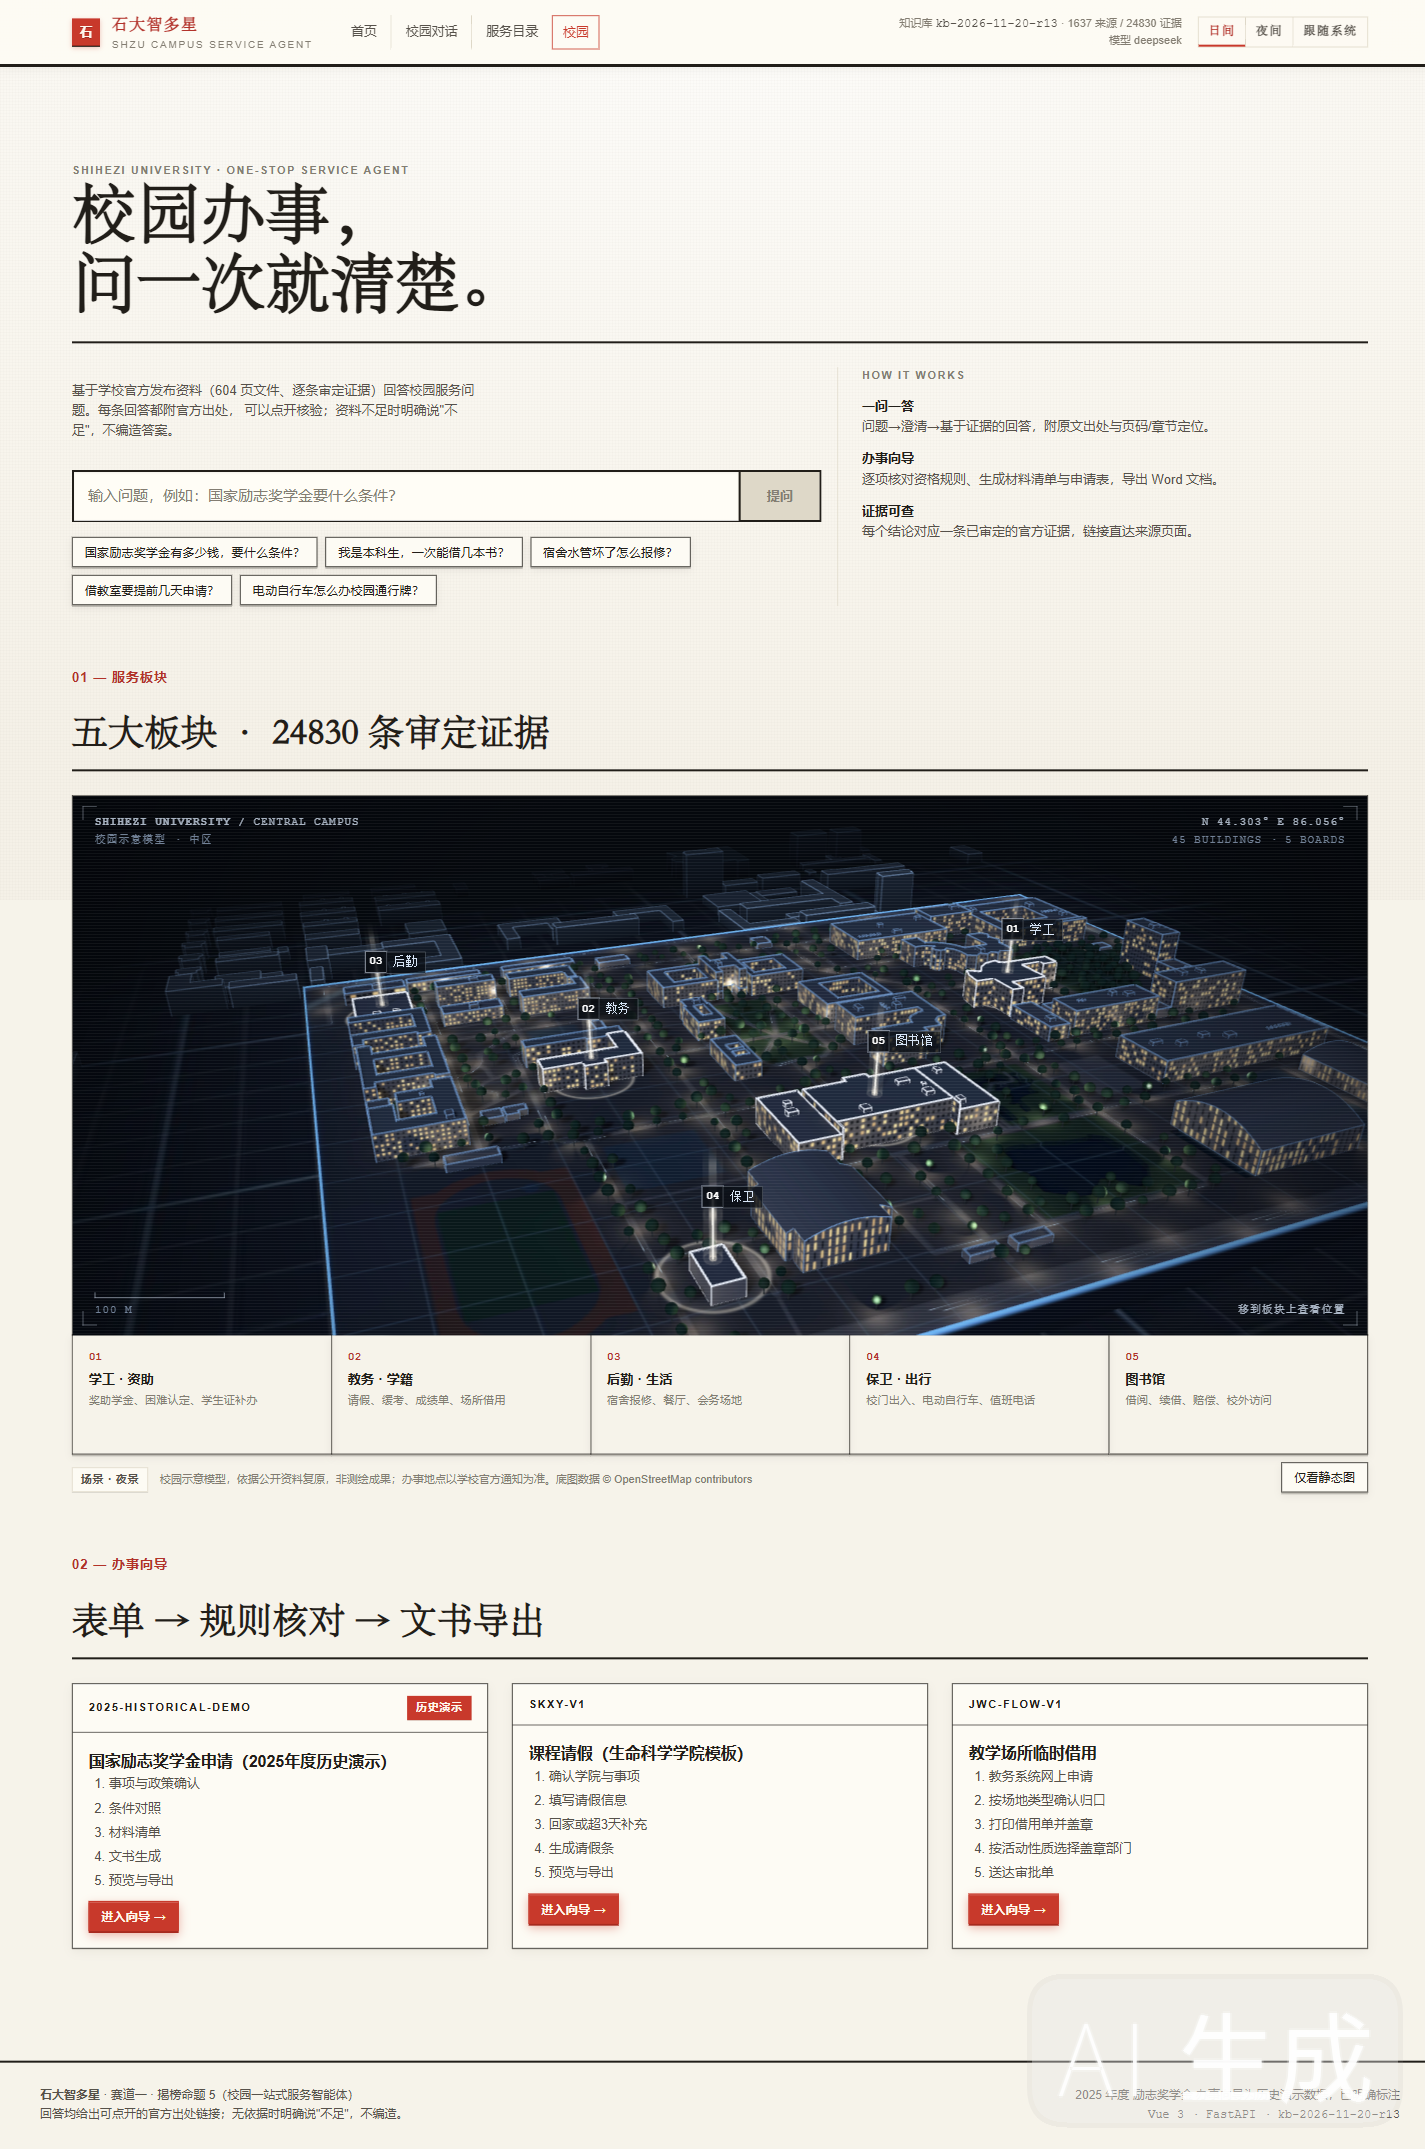 石 石大智多星
SHZU CAMPUS SERVICE AGENT
首页 校园对话 服务目录 校园
知识库 kb-2026-11-20-r13 · 1637 来源 / 24830 证据
模型 deepseek
日间 夜间 跟随系统
SHIHEZI UNIVERSITY · ONE-STOP SERVICE AGENT
校园办事，
问一次就清楚。
基于学校官方发布资料（604 页文件、逐条审定证据）回答校园服务问
题。每条回答都附官方出处， 可以点开核验；资料不足时明确说"不
足"，不编造答案。
输入问题，例如：国家励志奖学金要什么条件？
提问
国家励志奖学金有多少钱，要什么条件？
我是本科生，一次能借几本书？
宿舍水管坏了怎么报修？
借教室要提前几天申请？
电动自行车怎么办校园通行牌？
HOW IT WORKS
一问一答
问题→澄清→基于证据的回答，附原文出处与页码/章节定位。
办事向导
逐项核对资格规则、生成材料清单与申请表，导出 Word 文档。
证据可查
每个结论对应一条已审定的官方证据，链接直达来源页面。
01 — 服务板块
五大板块 · 24830 条审定证据
SHIHEZI UNIVERSITY / CENTRAL CAMPUS
校园示意模型 · 中区
N 44.303° E 86.056°
45 BUILDINGS · 5 BOARDS
01 学工
03 后勤
02 教务
05 图书馆
04 保卫
100 M
移到板块上查看位置
01
学工 · 资助
奖助学金、困难认定、学生证补办
02
教务 · 学籍
请假、缓考、成绩单、场所借用
03
后勤 · 生活
宿舍报修、餐厅、会务场地
04
保卫 · 出行
校门出入、电动自行车、值班电话
05
图书馆
借阅、续借、赔偿、校外访问
场景 · 夜景
校园示意模型，依据公开资料复原，非测绘成果；办事地点以学校官方通知为准。底图数据 © OpenStreetMap contributors
仅看静态图
02 — 办事向导
表单 → 规则核对 → 文书导出
2025-HISTORICAL-DEMO
历史演示
国家励志奖学金申请（2025年度历史演示）
1. 事项与政策确认
2. 条件对照
3. 材料清单
4. 文书生成
5. 预览与导出
进入向导 →
SKXY-V1
课程请假（生命科学学院模板）
1. 确认学院与事项
2. 填写请假信息
3. 回家或超3天补充
4. 生成请假条
5. 预览与导出
进入向导 →
JWC-FLOW-V1
教学场所临时借用
1. 教务系统网上申请
2. 按场地类型确认归口
3. 打印借用单并盖章
4. 按活动性质选择盖章部门
5. 送达审批单
进入向导 →
石大智多星 · 赛道一 · 揭榜命题 5（校园一站式服务智能体）
回答均给出可点开的官方出处链接；无依据时明确说"不足"，不编造。
2025 年度 励志奖学金
Vue 3 · FastAPI · kb-2026-11-20-r13
AI 生成